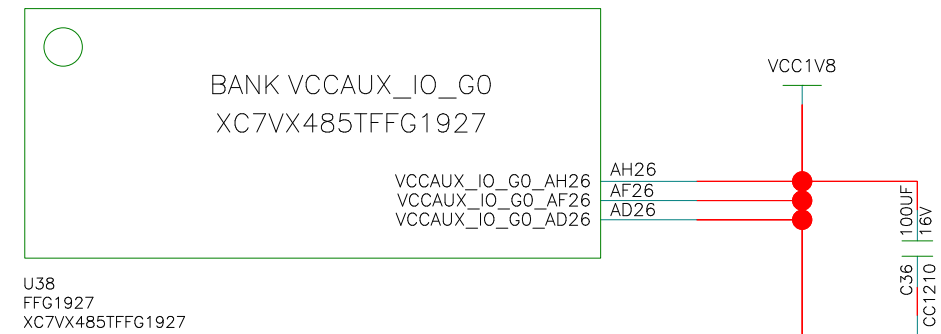 BANK VCCAUX_IO_G0
XC7VX485TFFG1927
VCC1V8
VCCAUX_IO_G0_AH26 AH26
VCCAUX_IO_G0_AF26 AF26
VCCAUX_IO_G0_AD26 AD26
100UF
16V
C36
CC1210
U38
FFG1927
XC7VX485TFFG1927